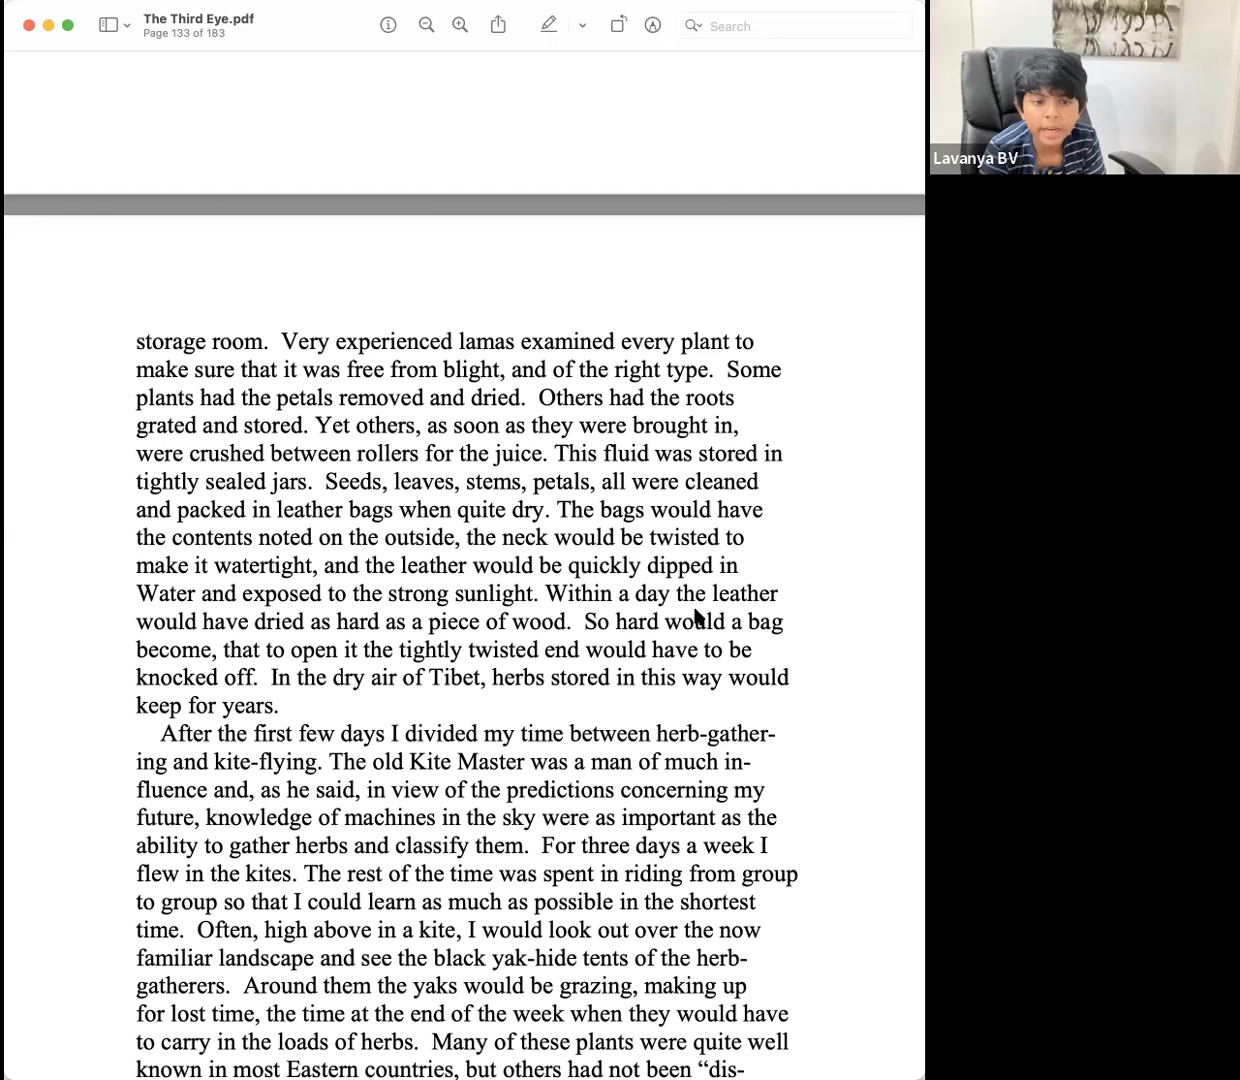 The Third Eye.pdf
Page 133 of 183
Search
Lavanya BV
storage room.  Very experienced lamas examined every plant to
make sure that it was free from blight, and of the right type.  Some
plants had the petals removed and dried.  Others had the roots
grated and stored. Yet others, as soon as they were brought in,
were crushed between rollers for the juice. This fluid was stored in
tightly sealed jars.  Seeds, leaves, stems, petals, all were cleaned
and packed in leather bags when quite dry. The bags would have
the contents noted on the outside, the neck would be twisted to
make it watertight, and the leather would be quickly dipped in
Water and exposed to the strong sunlight. Within a day the leather
would have dried as hard as a piece of wood.  So hard would a bag
become, that to open it the tightly twisted end would have to be
knocked off.  In the dry air of Tibet, herbs stored in this way would
keep for years.
After the first few days I divided my time between herb-gather-
ing and kite-flying. The old Kite Master was a man of much in-
fluence and, as he said, in view of the predictions concerning my
future, knowledge of machines in the sky were as important as the
ability to gather herbs and classify them.  For three days a week I
flew in the kites. The rest of the time was spent in riding from group
to group so that I could learn as much as possible in the shortest
time.  Often, high above in a kite, I would look out over the now
familiar landscape and see the black yak-hide tents of the herb-
gatherers.  Around them the yaks would be grazing, making up
for lost time, the time at the end of the week when they would have
to carry in the loads of herbs.  Many of these plants were quite well
known in most Eastern countries, but others had not been “dis-